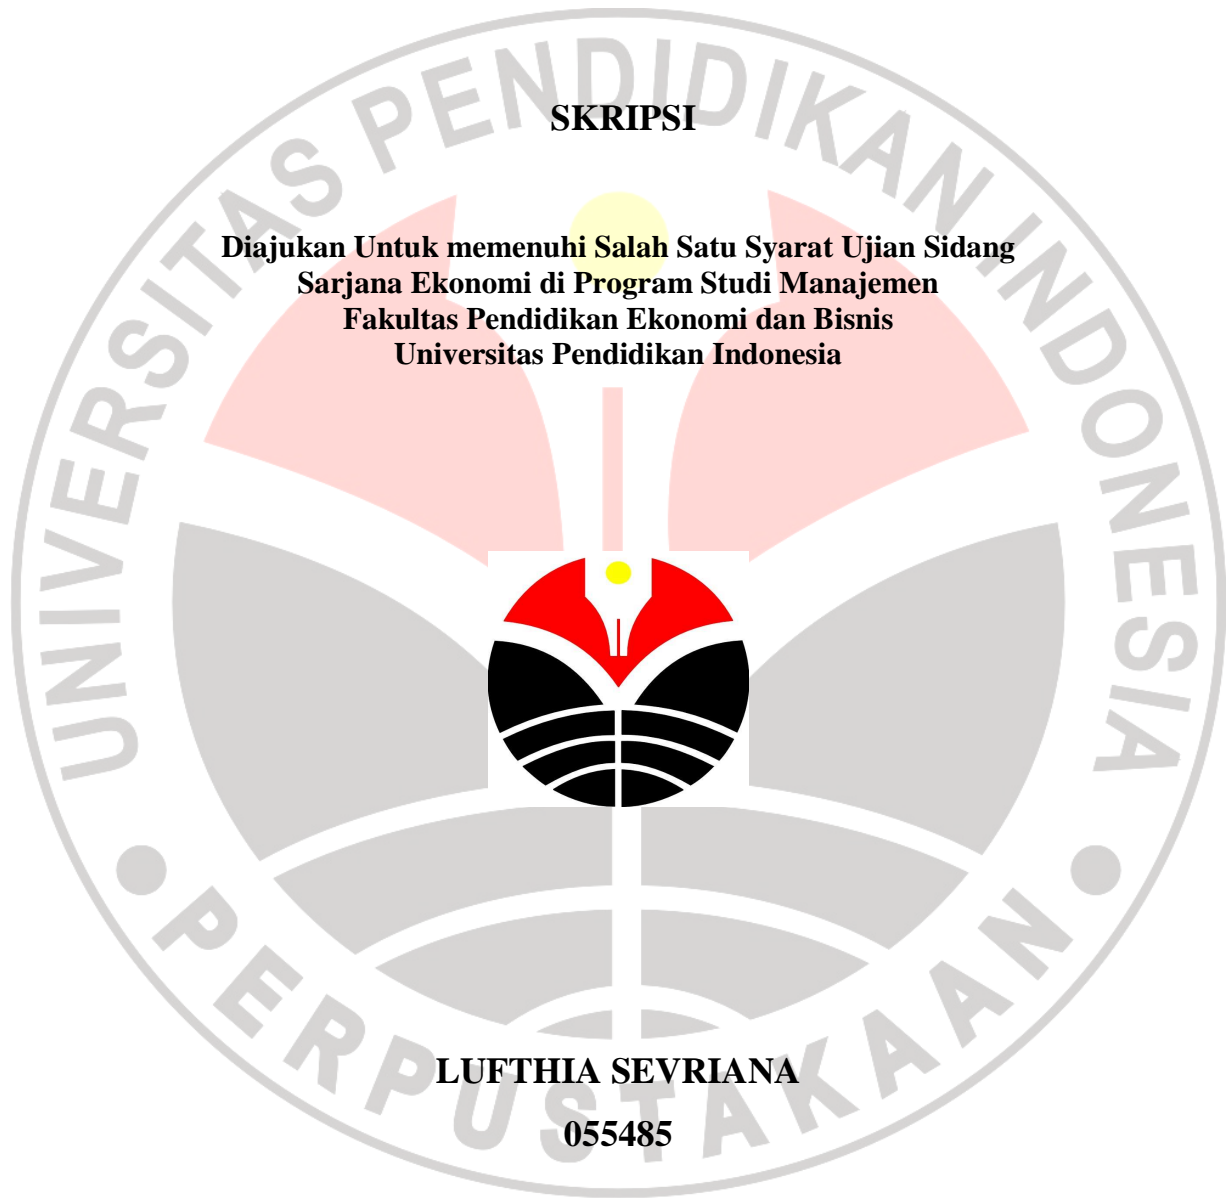 SKRIPSI
Diajukan Untuk memenuhi Salah Satu Syarat Ujian Sidang
Sarjana Ekonomi di Program Studi Manajemen
Fakultas Pendidikan Ekonomi dan Bisnis
Universitas Pendidikan Indonesia
LUFTHIA SEVRIANA
055485
UNIVERSITAS PENDIDIKAN INDONESIA
PERPUSTAKAAN